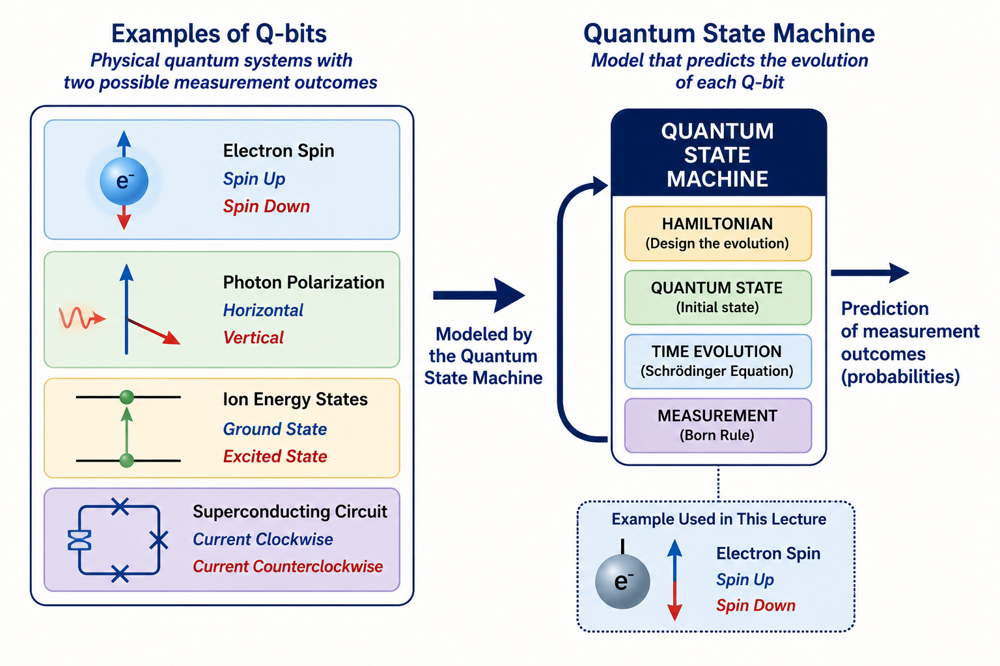 Examples of Q-bits
Physical quantum systems with
two possible measurement outcomes
e⁻
Electron Spin
Spin Up
Spin Down
Photon Polarization
Horizontal
Vertical
Ion Energy States
Ground State
Excited State
Superconducting Circuit
Current Clockwise
Current Counterclockwise
Modeled by
the Quantum
State Machine
Quantum State Machine
Model that predicts the evolution
of each Q-bit
QUANTUM
STATE
MACHINE
HAMILTONIAN
(Design the evolution)
QUANTUM STATE
(Initial state)
TIME EVOLUTION
(Schrödinger Equation)
MEASUREMENT
(Born Rule)
Prediction
of measurement
outcomes
(probabilities)
Example Used in This Lecture
e⁻
Electron Spin
Spin Up
Spin Down